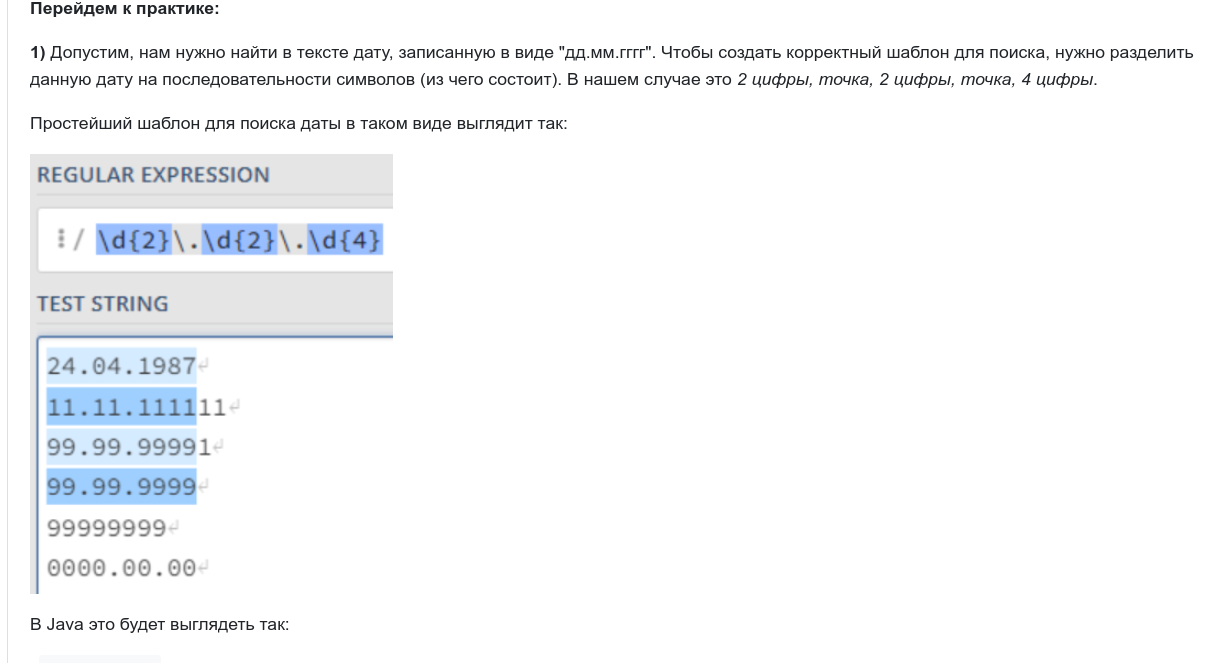 Перейдем к практике:
1) Допустим, нам нужно найти в тексте дату, записанную в виде "дд.мм.гггг". Чтобы создать корректный шаблон для поиска, нужно разделить
данную дату на последовательности символов (из чего состоит). В нашем случае это 2 цифры, точка, 2 цифры, точка, 4 цифры.
Простейший шаблон для поиска даты в таком виде выглядит так:
REGULAR EXPRESSION
⋮/ \d{2}\.\d{2}\.\d{4}
TEST STRING
24.04.1987↵
11.11.111111↵
99.99.99991↵
99.99.9999↵
99999999↵
0000.00.00↵
В Java это будет выглядеть так: